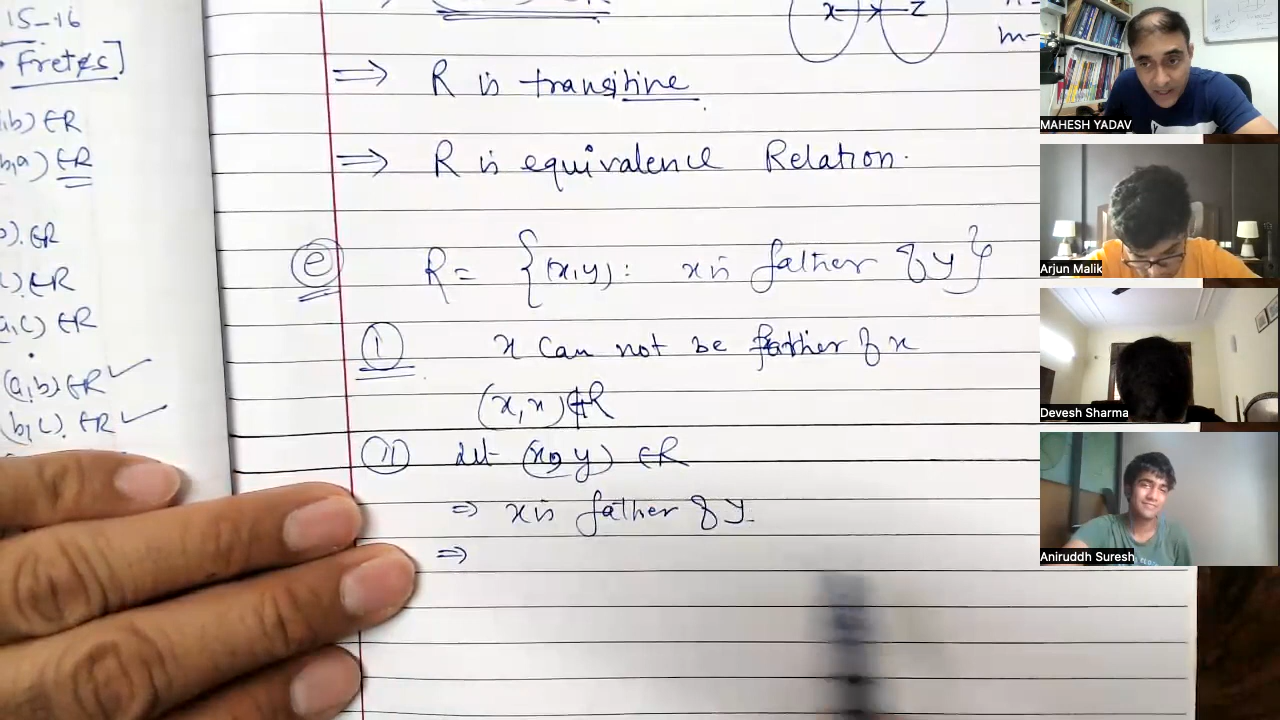 15-16
Fretes]
,b) ∈R
b,a) ∈R
). ∈R
) ∈R
a,c) ∈R
(a,b) ∈R ✓
(b,c). ∈R ✓
x → z
m-
⇒ R is transitive.
⇒ R is equivalence Relation.
(e) R = {(x,y): x is father of y}
(i) x can not be father of x
(x,x) ∉R
(ii) Let (x,y) ∈R
⇒ x is father of y.
⇒
MAHESH YADAV
Arjun Malik
Devesh Sharma
Aniruddh Suresh